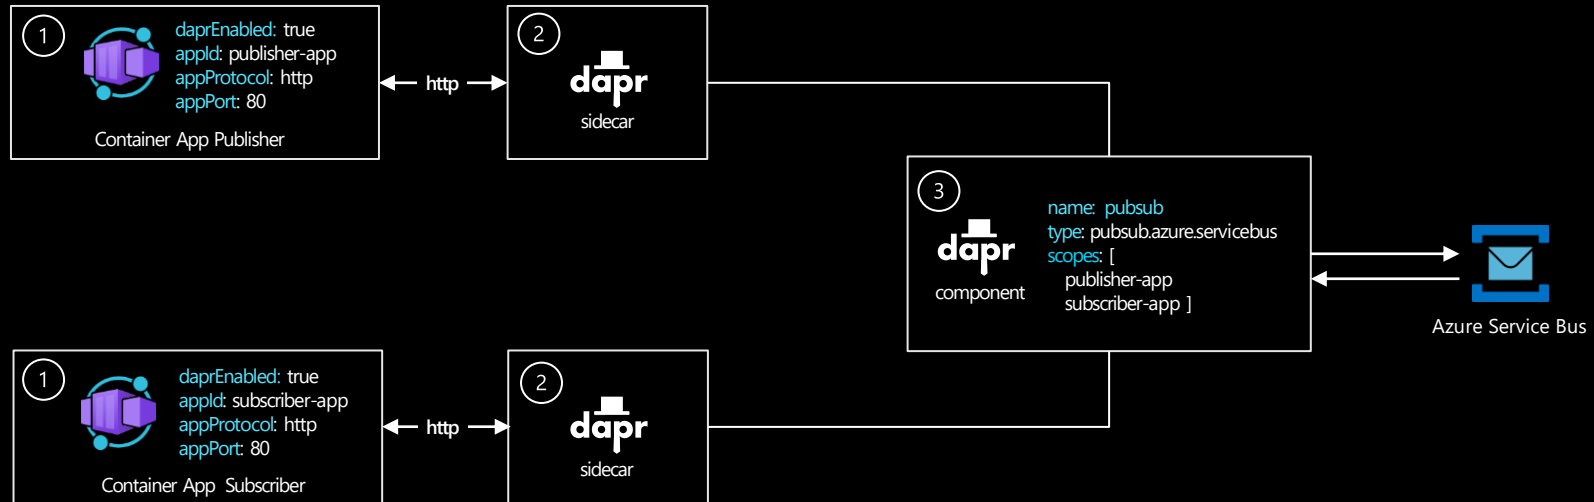 1
daprEnabled: true
appId: publisher-app
appProtocol: http
appPort: 80
Container App Publisher
http
2
dapr
sidecar
3
dapr
component
name: pubsub
type: pubsub.azure.servicebus
scopes: [
publisher-app
subscriber-app ]
Azure Service Bus
1
daprEnabled: true
appId: subscriber-app
appProtocol: http
appPort: 80
Container App Subscriber
http
2
dapr
sidecar